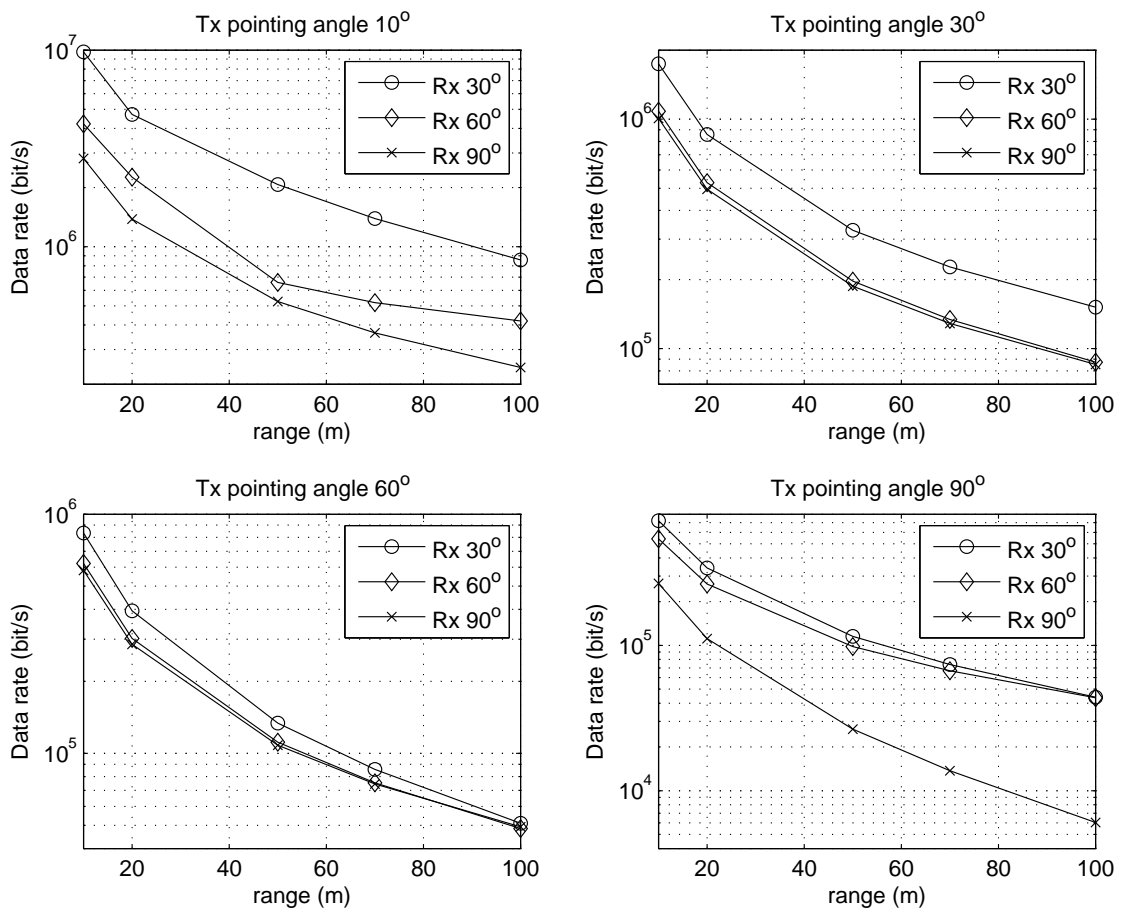 Tx pointing angle 10°
10^7
10^6
Data rate (bit/s)
Rx 30°
Rx 60°
Rx 90°
20 40 60 80 100
range (m)
Tx pointing angle 30°
10^6
10^5
Data rate (bit/s)
Rx 30°
Rx 60°
Rx 90°
20 40 60 80 100
range (m)
Tx pointing angle 60°
10^6
10^5
Data rate (bit/s)
Rx 30°
Rx 60°
Rx 90°
20 40 60 80 100
range (m)
Tx pointing angle 90°
10^5
10^4
Data rate (bit/s)
Rx 30°
Rx 60°
Rx 90°
20 40 60 80 100
range (m)